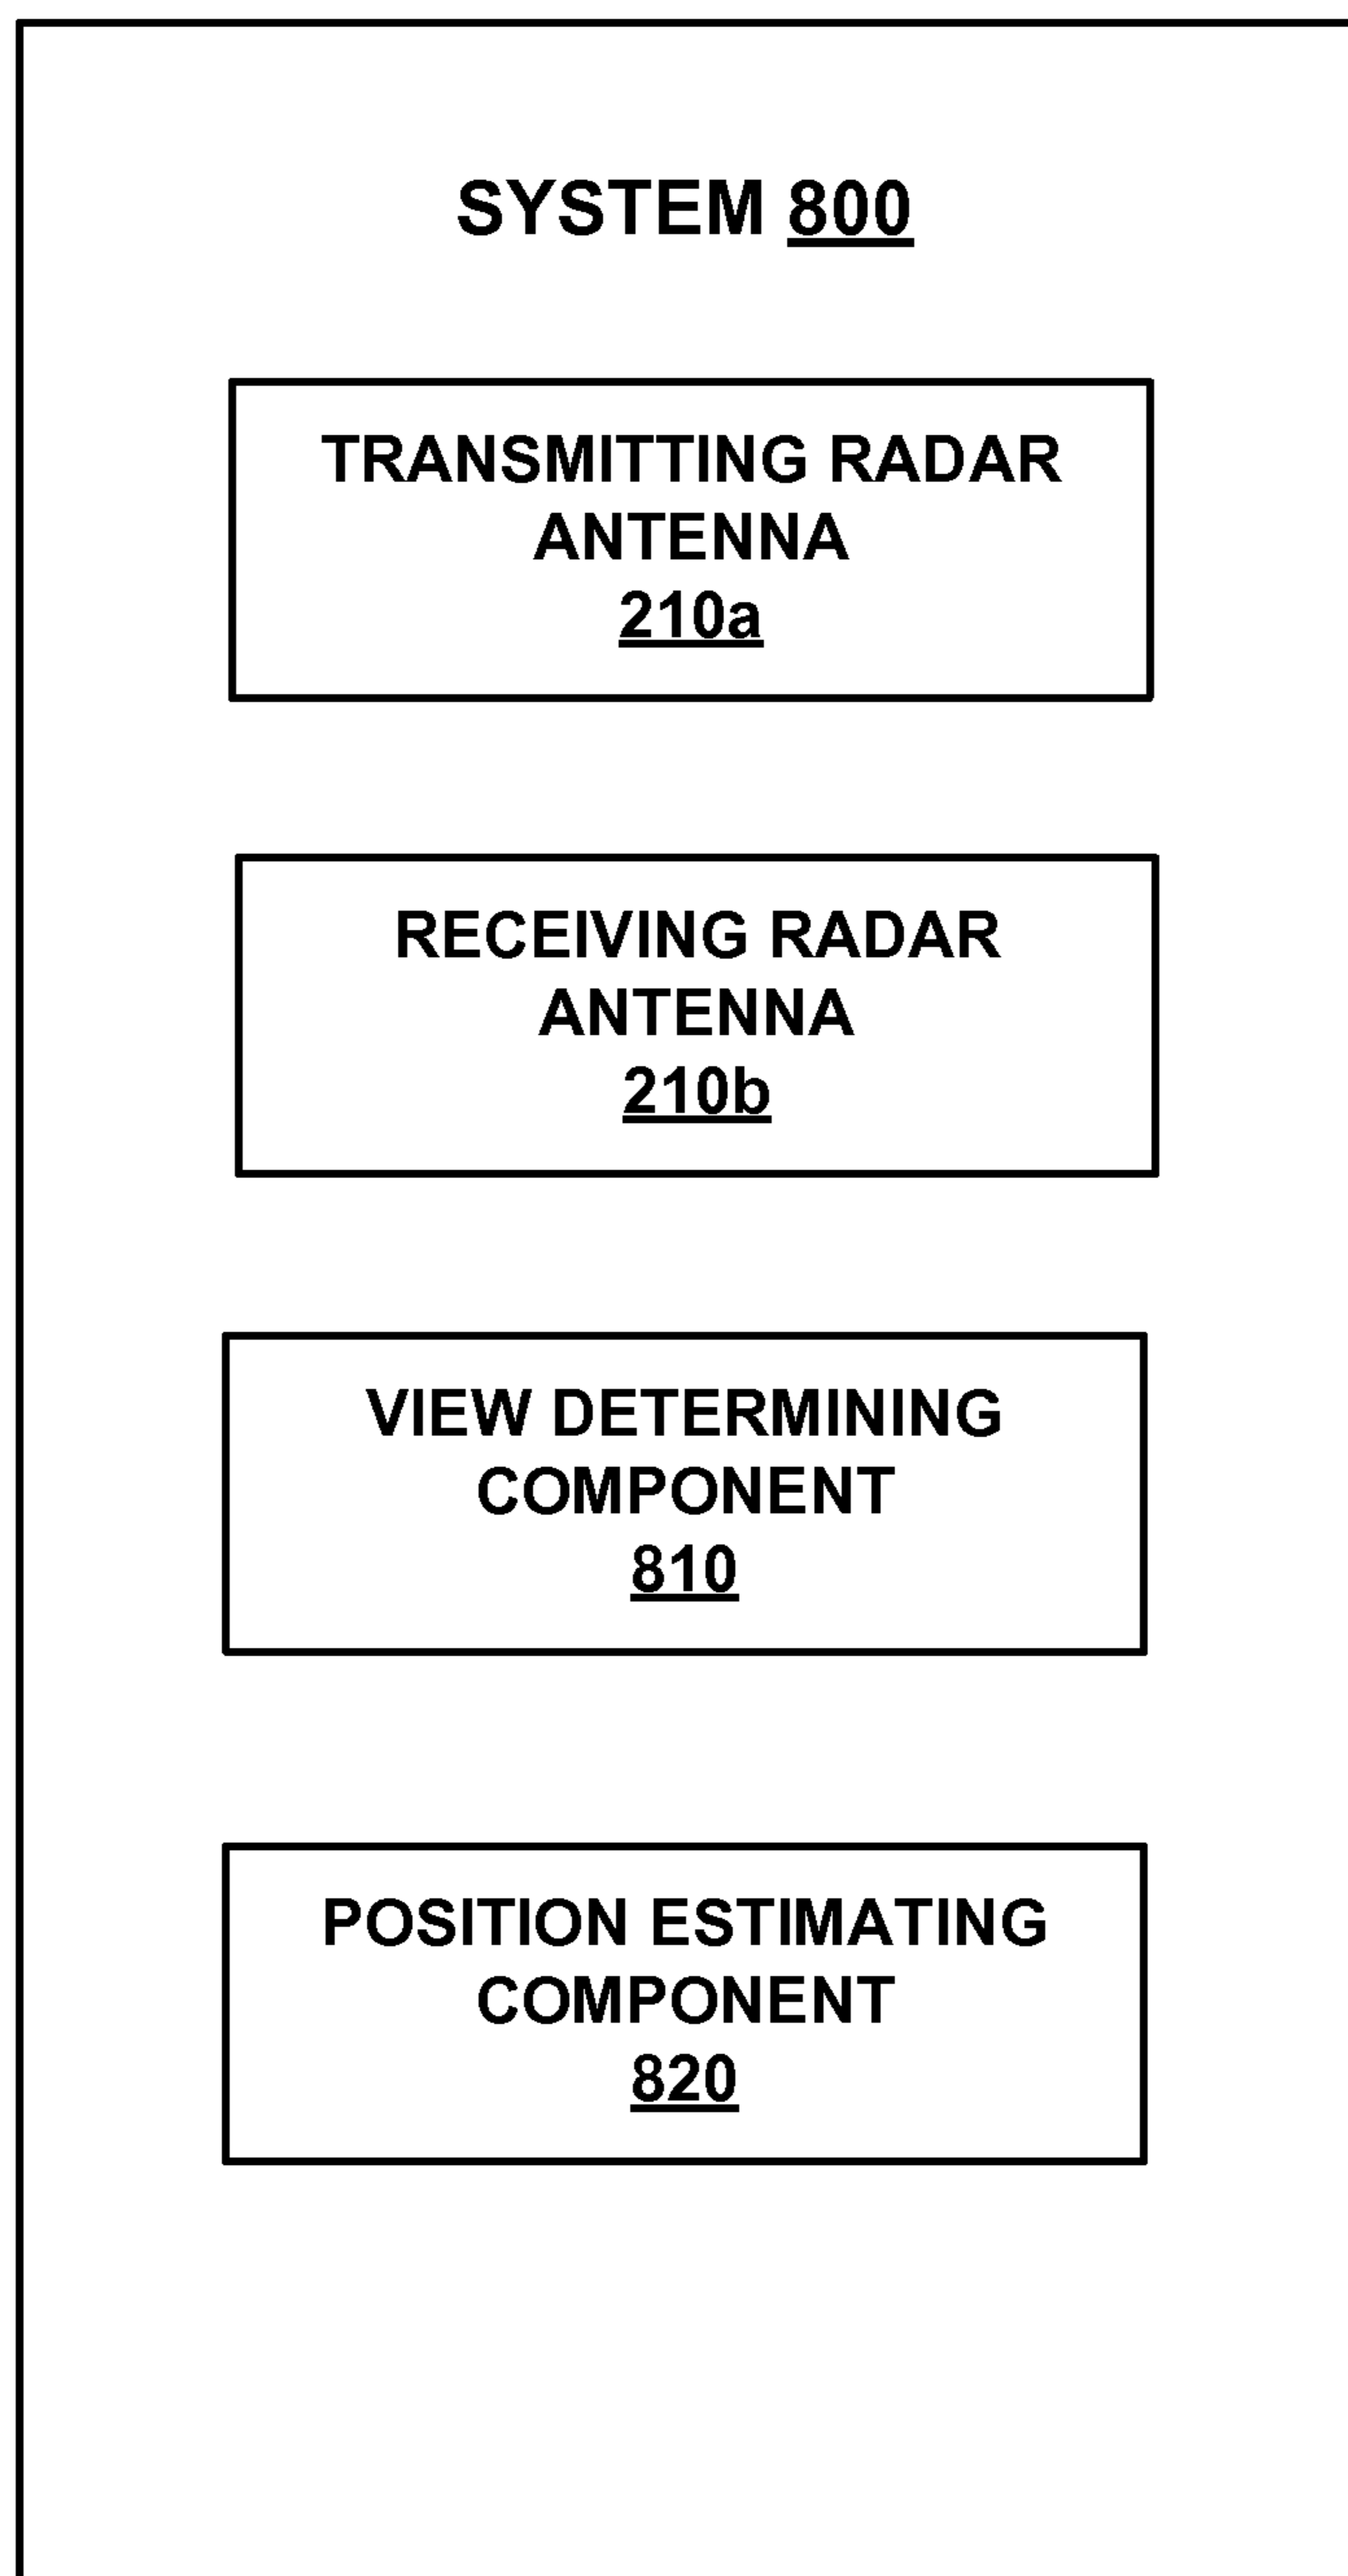 SYSTEM 800
TRANSMITTING RADAR
ANTENNA
210a
RECEIVING RADAR
ANTENNA
210b
VIEW DETERMINING
COMPONENT
810
POSITION ESTIMATING
COMPONENT
820